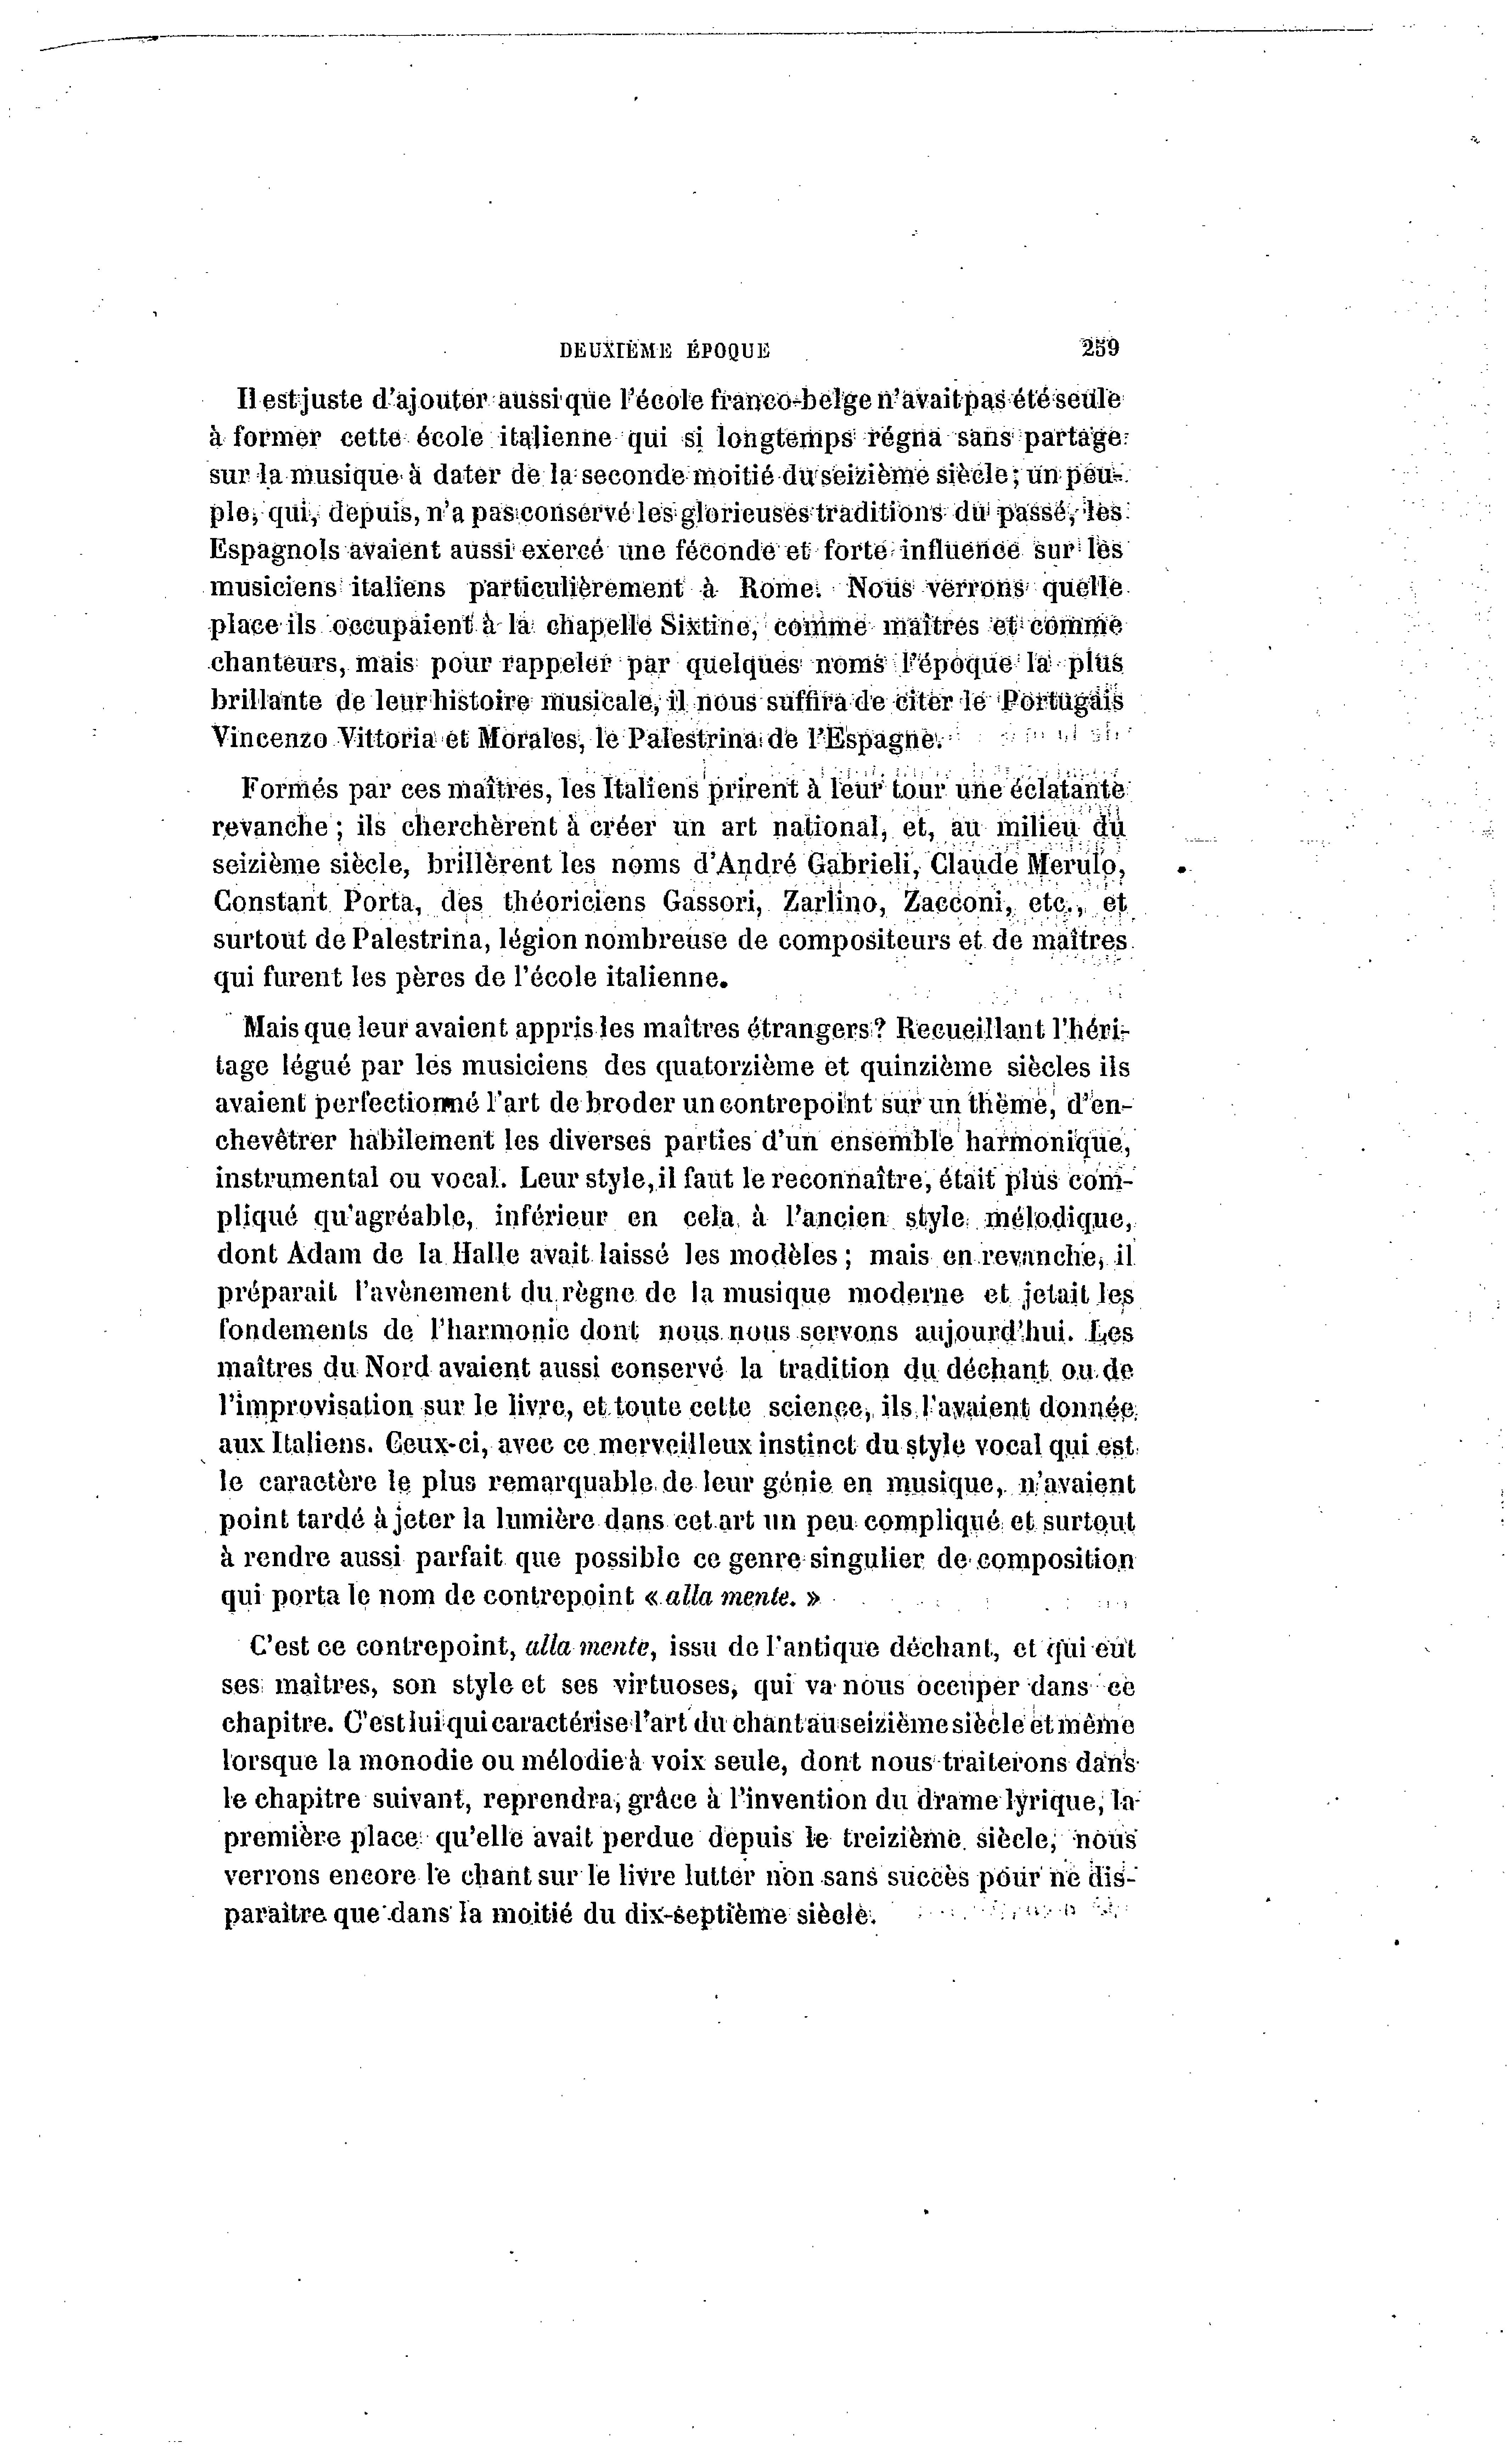 DEUXIÈME ÉPOQUE 259
Il est juste d'ajouter aussi que l'école franco-belge n'avait pas été seule
à former cette école italienne qui si longtemps régna sans partage
sur la musique à dater de la seconde moitié du seizième siècle; un peu-
ple, qui, depuis, n'a pas conservé les glorieuses traditions du passé, les
Espagnols avaient aussi exercé une féconde et forte influence sur les
musiciens italiens particulièrement à Rome. Nous verrons quelle
place ils occupaient à la chapelle Sixtine, comme maîtres et comme
chanteurs, mais pour rappeler par quelques noms l'époque la plus
brillante de leur histoire musicale, il nous suffira de citer le Portugais
Vincenzo Vittoria et Morales, le Palestrina de l'Espagne.
Formés par ces maîtres, les Italiens prirent à leur tour une éclatante
revanche; ils cherchèrent à créer un art national, et, au milieu du
seizième siècle, brillèrent les noms d'André Gabrieli, Claude Merulo,
Constant Porta, des théoriciens Gassori, Zarlino, Zacconi, etc., et
surtout de Palestrina, légion nombreuse de compositeurs et de maîtres
qui furent les pères de l'école italienne.
Mais que leur avaient appris les maîtres étrangers? Recueillant l'héri-
tage légué par les musiciens des quatorzième et quinzième siècles ils
avaient perfectionné l'art de broder un contrepoint sur un thème, d'en-
chevêtrer habilement les diverses parties d'un ensemble harmonique,
instrumental ou vocal. Leur style, il faut le reconnaître, était plus com-
pliqué qu'agréable, inférieur en cela à l'ancien style mélodique,
dont Adam de la Halle avait laissé les modèles; mais en revanche, il
préparait l'avènement du règne de la musique moderne et jetait les
fondements de l'harmonie dont nous nous servons aujourd'hui. Les
maîtres du Nord avaient aussi conservé la tradition du déchant ou de
l'improvisation sur le livre, et toute cette science, ils l'avaient donnée
aux Italiens. Ceux-ci, avec ce merveilleux instinct du style vocal qui est
le caractère le plus remarquable de leur génie en musique, n'avaient
point tardé à jeter la lumière dans cet art un peu compliqué et surtout
à rendre aussi parfait que possible ce genre singulier de composition
qui porta le nom de contrepoint « alla mente. »
C'est ce contrepoint, alla mente, issu de l'antique déchant, et qui eut
ses maîtres, son style et ses virtuoses, qui va nous occuper dans ce
chapitre. C'est lui qui caractérise l'art du chant au seizième siècle et même
lorsque la monodie ou mélodie à voix seule, dont nous traiterons dans
le chapitre suivant, reprendra, grâce à l'invention du drame lyrique, la
première place qu'elle avait perdue depuis le treizième siècle, nous
verrons encore le chant sur le livre lutter non sans succès pour ne dis-
paraître que dans la moitié du dix-septième siècle.